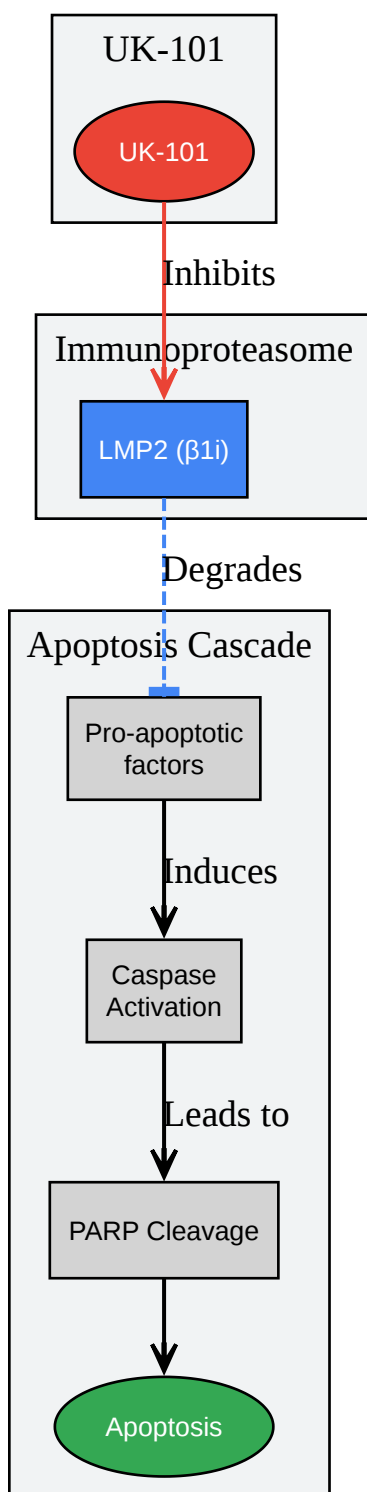 UK-101
UK-101
Inhibits
Immunoproteasome
LMP2 (β1i)
Degrades
Apoptosis Cascade
Pro-apoptotic
factors
Induces
Caspase
Activation
Leads to
PARP Cleavage
Apoptosis